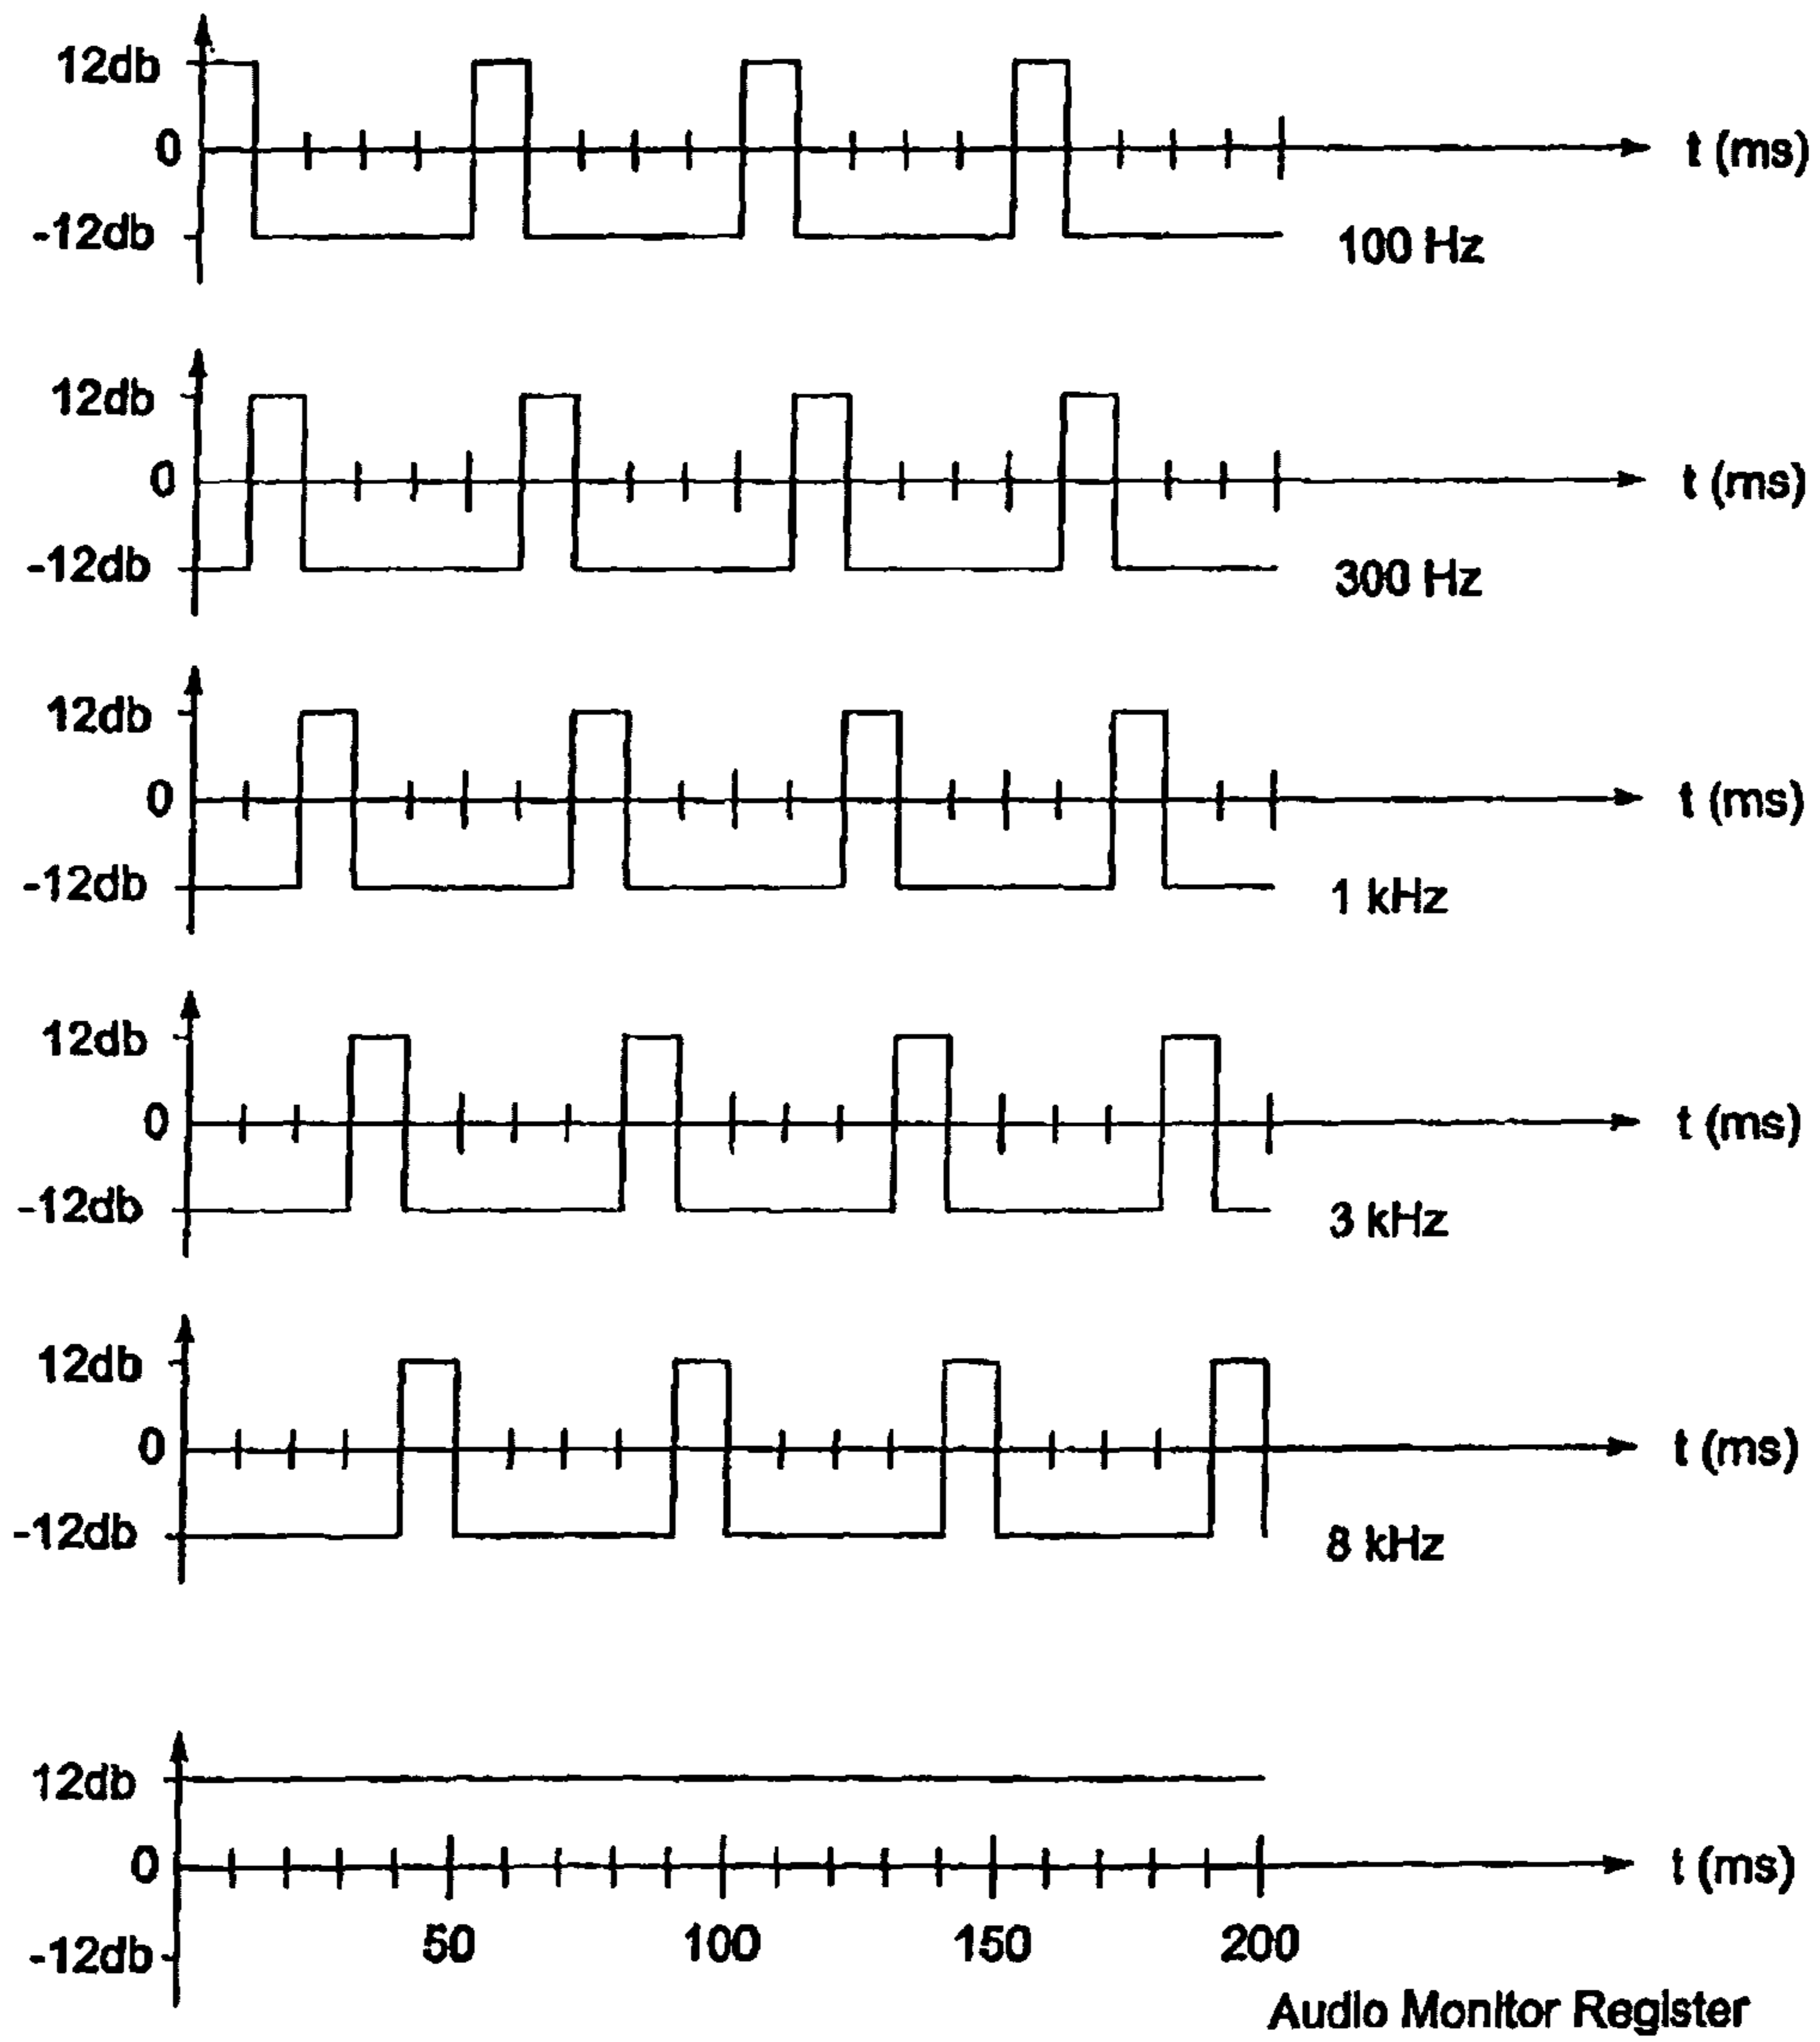 12db
0
t (ms)
-12db
100 Hz
12db
0
t (ms)
-12db
300 Hz
12db
0
t (ms)
-12db
1 kHz
12db
0
t (ms)
-12db
3 kHz
12db
0
t (ms)
-12db
8 kHz
12db
0
t (ms)
-12db
50 100 150 200
Audio Monitor Register